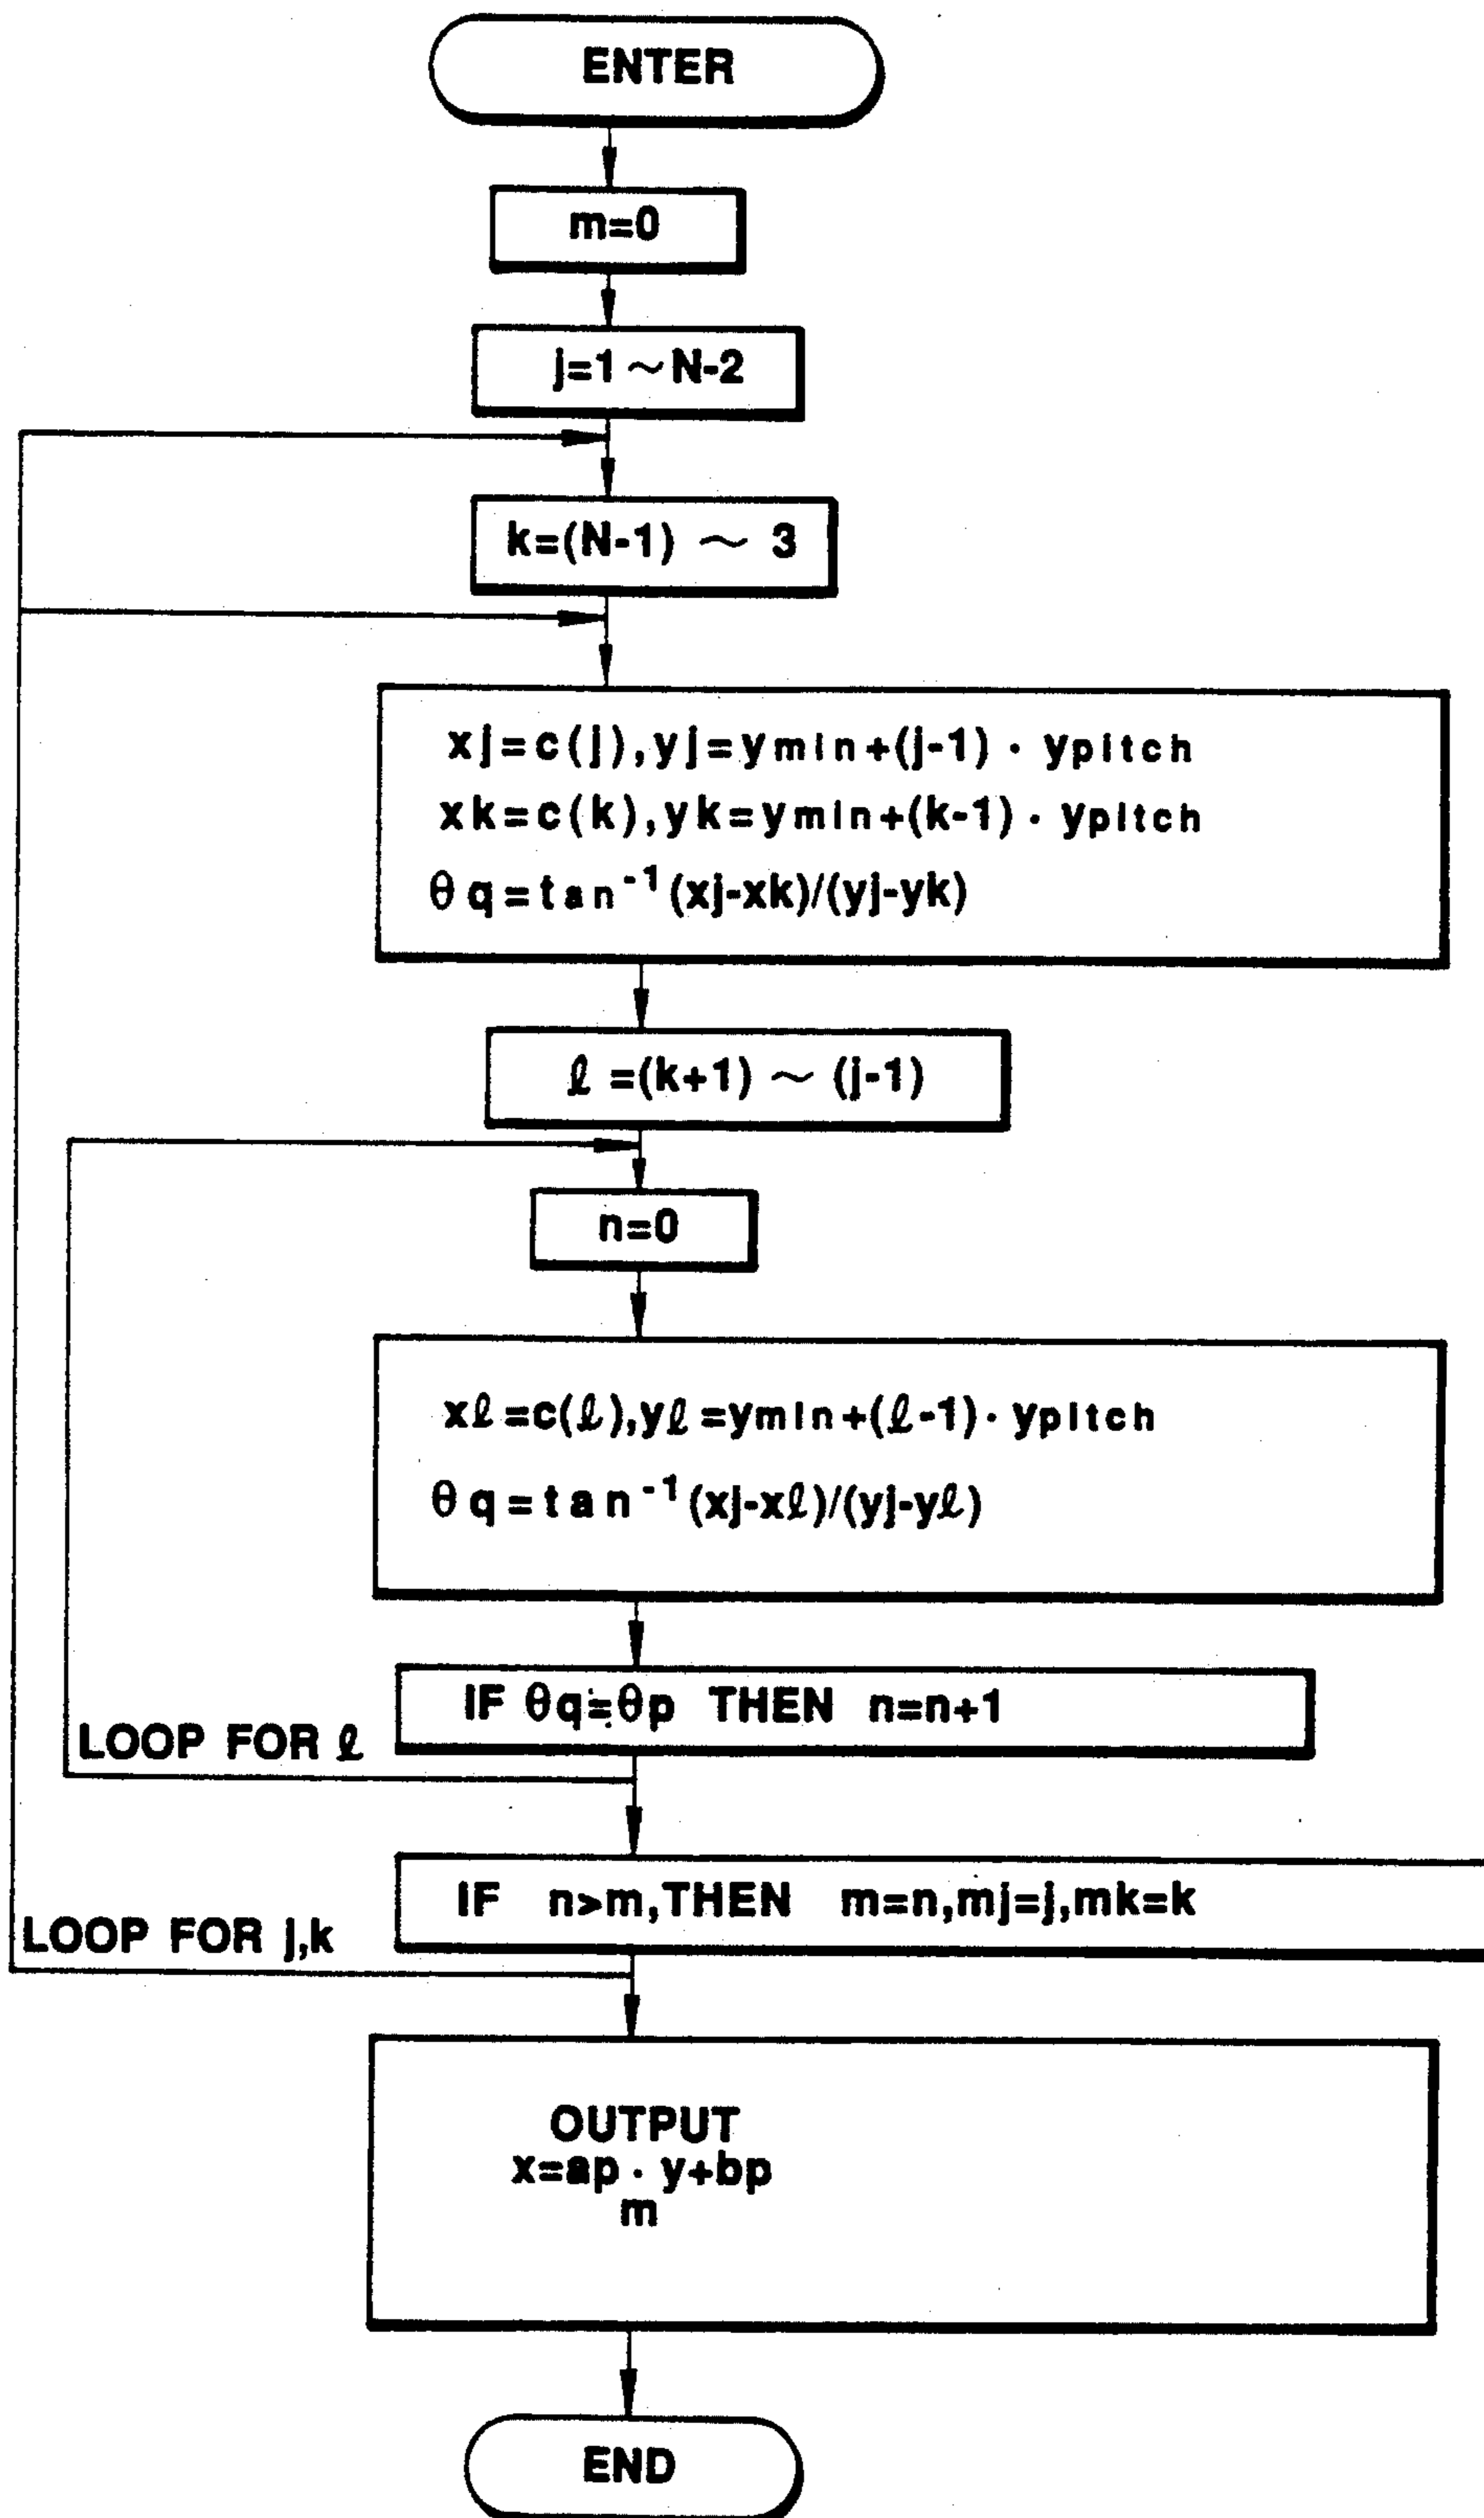 ENTER
m=0
j=1～N-2
k=(N-1) ～ 3
xj=c(j),yj=ymin+(j-1)・ypitch
xk=c(k),yk=ymin+(k-1)・ypitch
θq=tan⁻¹(xj-xk)/(yj-yk)
ℓ=(k+1)～(j-1)
n=0
xℓ=c(ℓ),yℓ=ymin+(ℓ-1)・ypitch
θq=tan⁻¹(xj-xℓ)/(yj-yℓ)
IF θq≒θp THEN n=n+1
LOOP FOR ℓ
IF n>m,THEN m=n,mj=j,mk=k
LOOP FOR j,k
OUTPUT
x=ap・y+bp
m
END